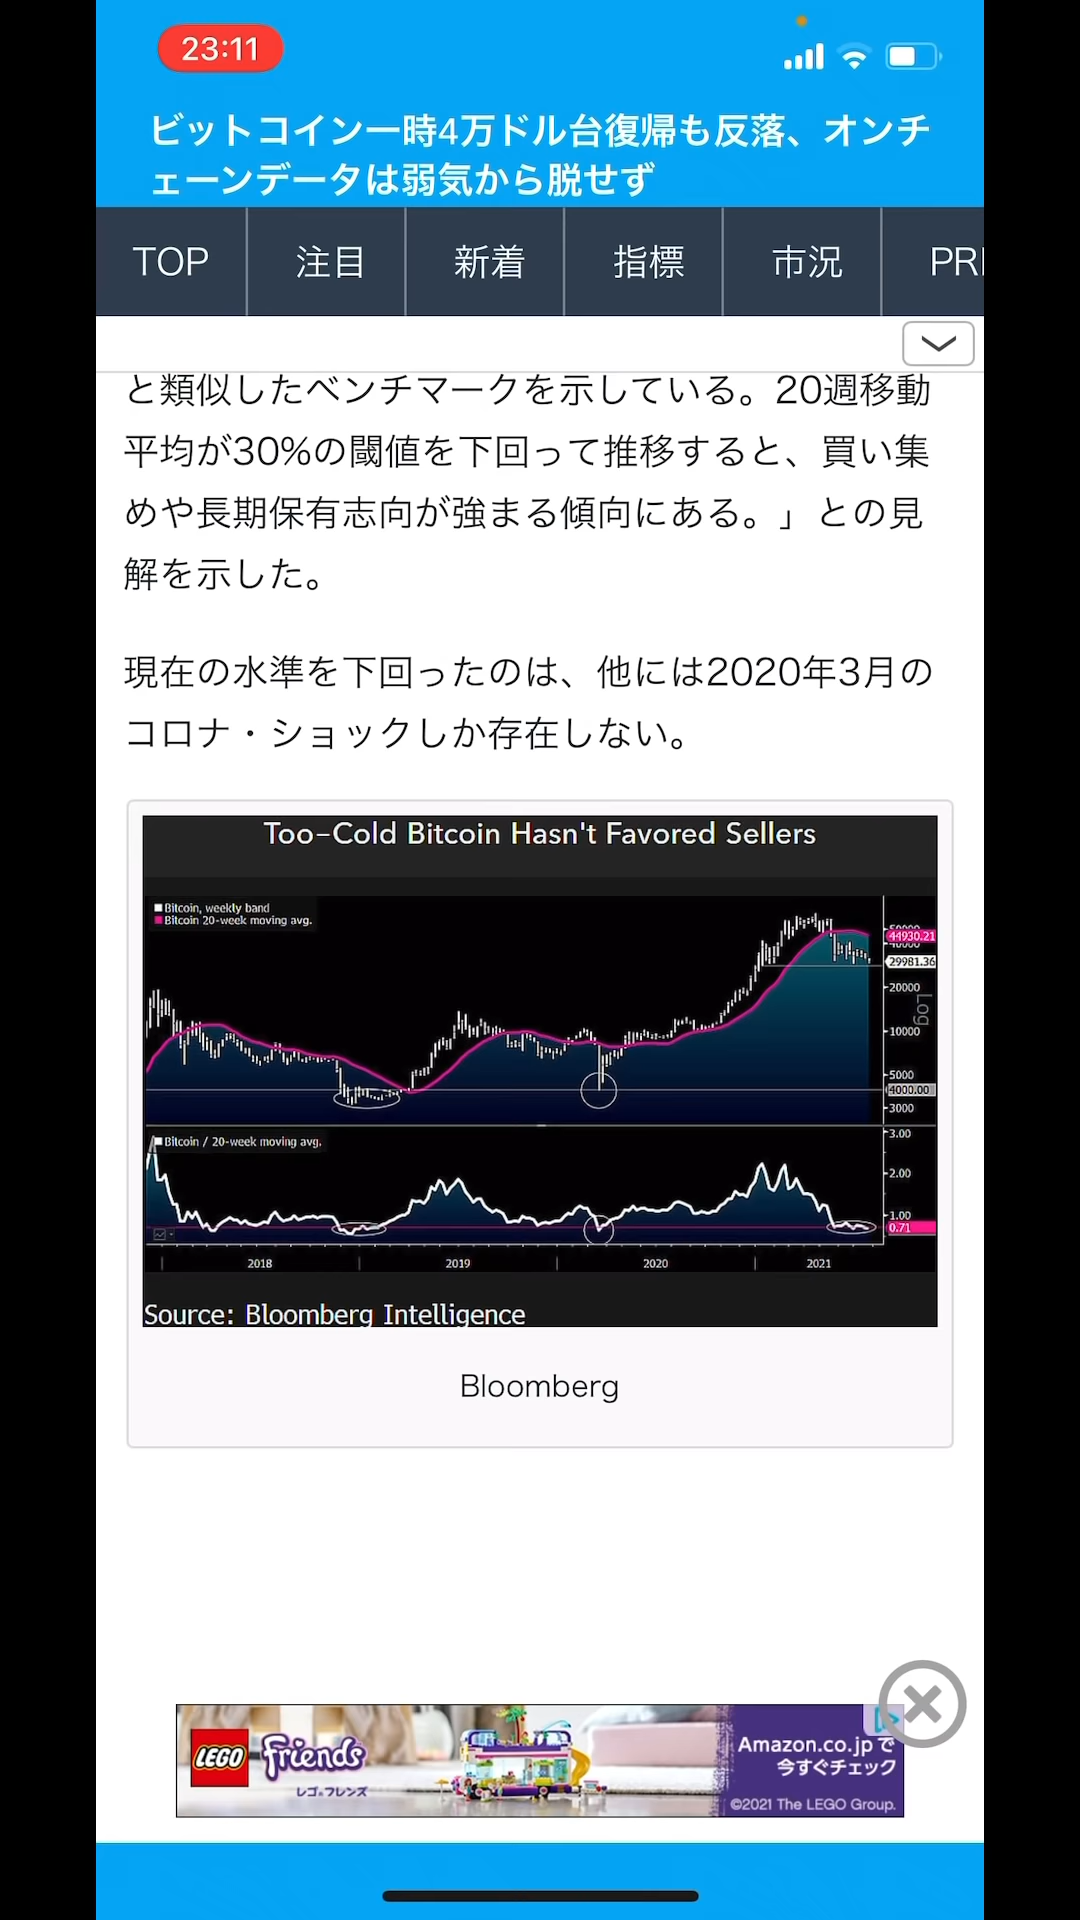 23:11
ビットコイン一時4万ドル台復帰も反落、オンチ
ェーンデータは弱気から脱せず
TOP
注目
新着
指標
市況
と類似したベンチマークを示している。20週移動
平均が30%の閾値を下回って推移すると、買い集
めや長期保有志向が強まる傾向にある。」との見
解を示した。
現在の水準を下回ったのは、他には2020年3月の
コロナ・ショックしか存在しない。
Too-Cold Bitcoin Hasn't Favored Sellers
Bitcoin, weekly band
Bitcoin 20-week moving avg.
44930.21
29981.36
20000
Log
10000
5000
4000.00
3000
Bitcoin / 20-week moving avg.
3.00
2.00
1.00
0.71
2018
2019
2020
2021
Source: Bloomberg Intelligence
Bloomberg
LEGO
Friends
レゴ フレンズ
Amazon.co.jpで
今すぐチェック
©2021 The LEGO Group.